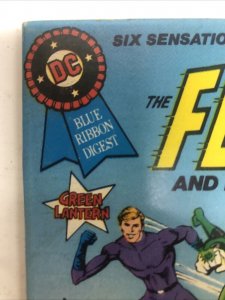 SIX SENSATIO
DC
BLUE
RIBBON
DIGEST
THE
FL
AND
GREEN
LANTERN